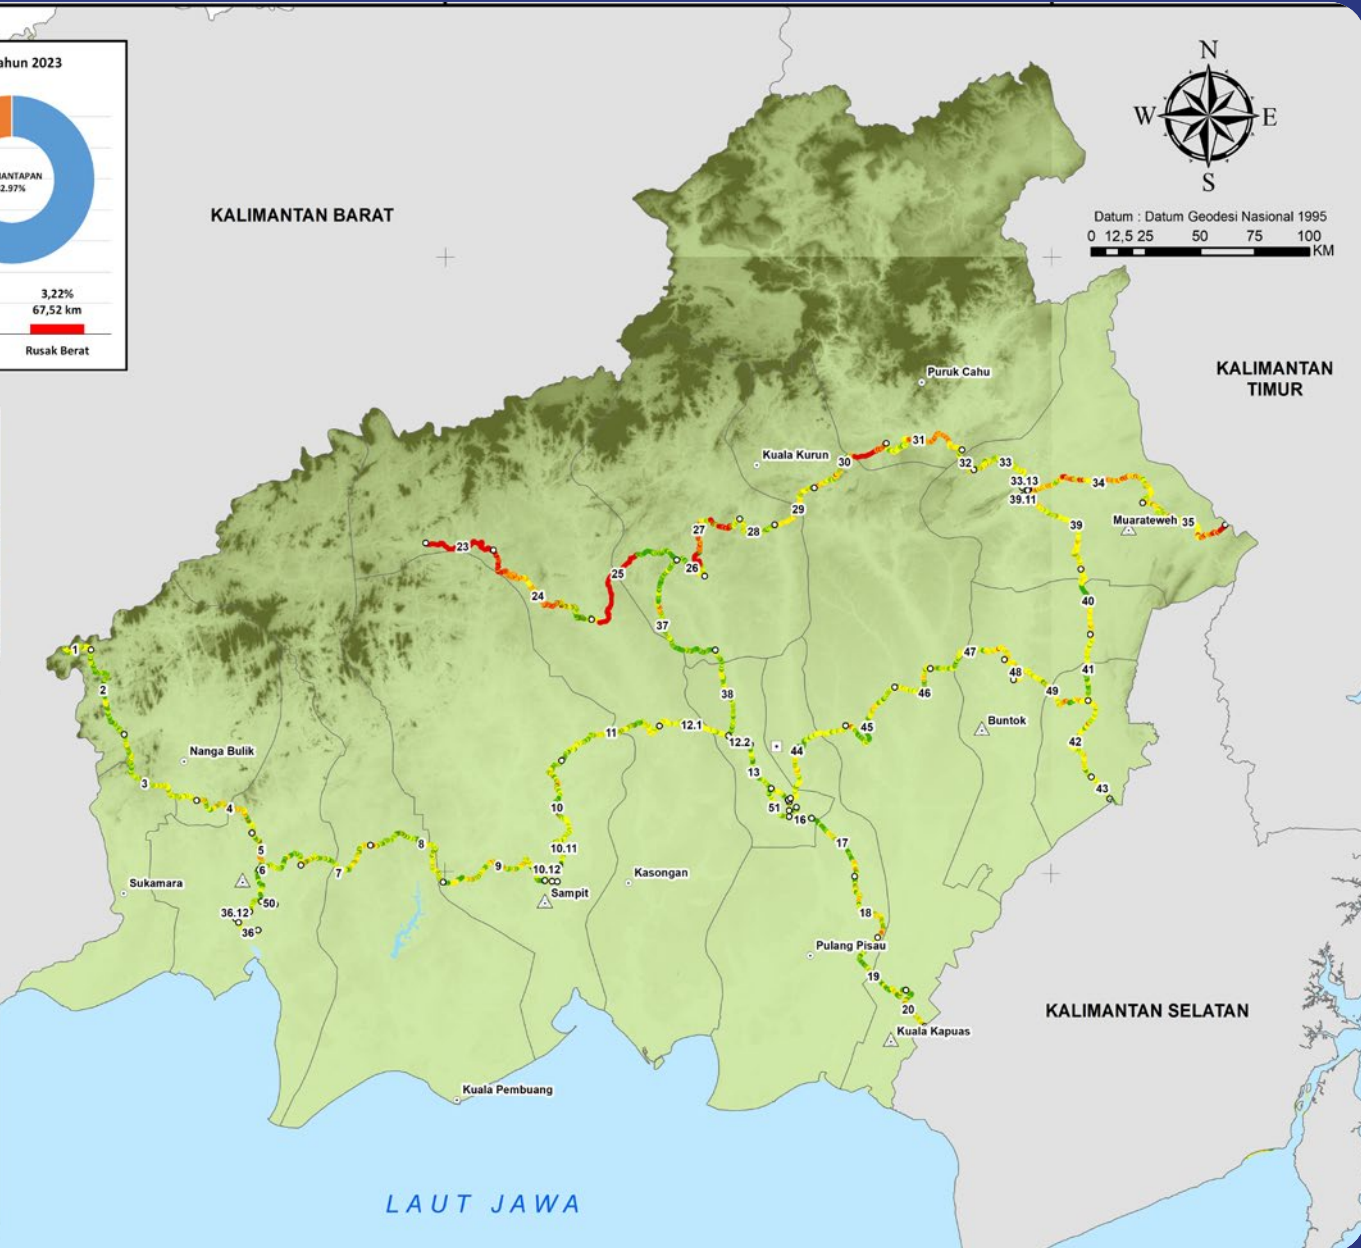 ahun 2023
IANTAPAN
2.97%
3,22%
67,52 km
Rusak Berat
N
W
E
S
Datum : Datum Geodesi Nasional 1995
0 12,5 25 50 75 100
KM
KALIMANTAN BARAT
KALIMANTAN
TIMUR
Puruk Cahu
Kuala Kurun
31
30
32
33
33.13
39.11
34
29
39
Muarateweh
35
27
28
23
25
26
24
40
37
1
2
47
48
49
41
46
38
Buntok
11
12.1
12.2
45
44
42
Nanga Bulik
3
13
43
4
10
51
16
17
5
8
10.11
6
7
9
10.12
Sukamara
Sampit
Kasongan
50
36.12
36
18
Pulang Pisau
19
20
Kuala Kapuas
KALIMANTAN SELATAN
Kuala Pembuang
LAUT JAWA